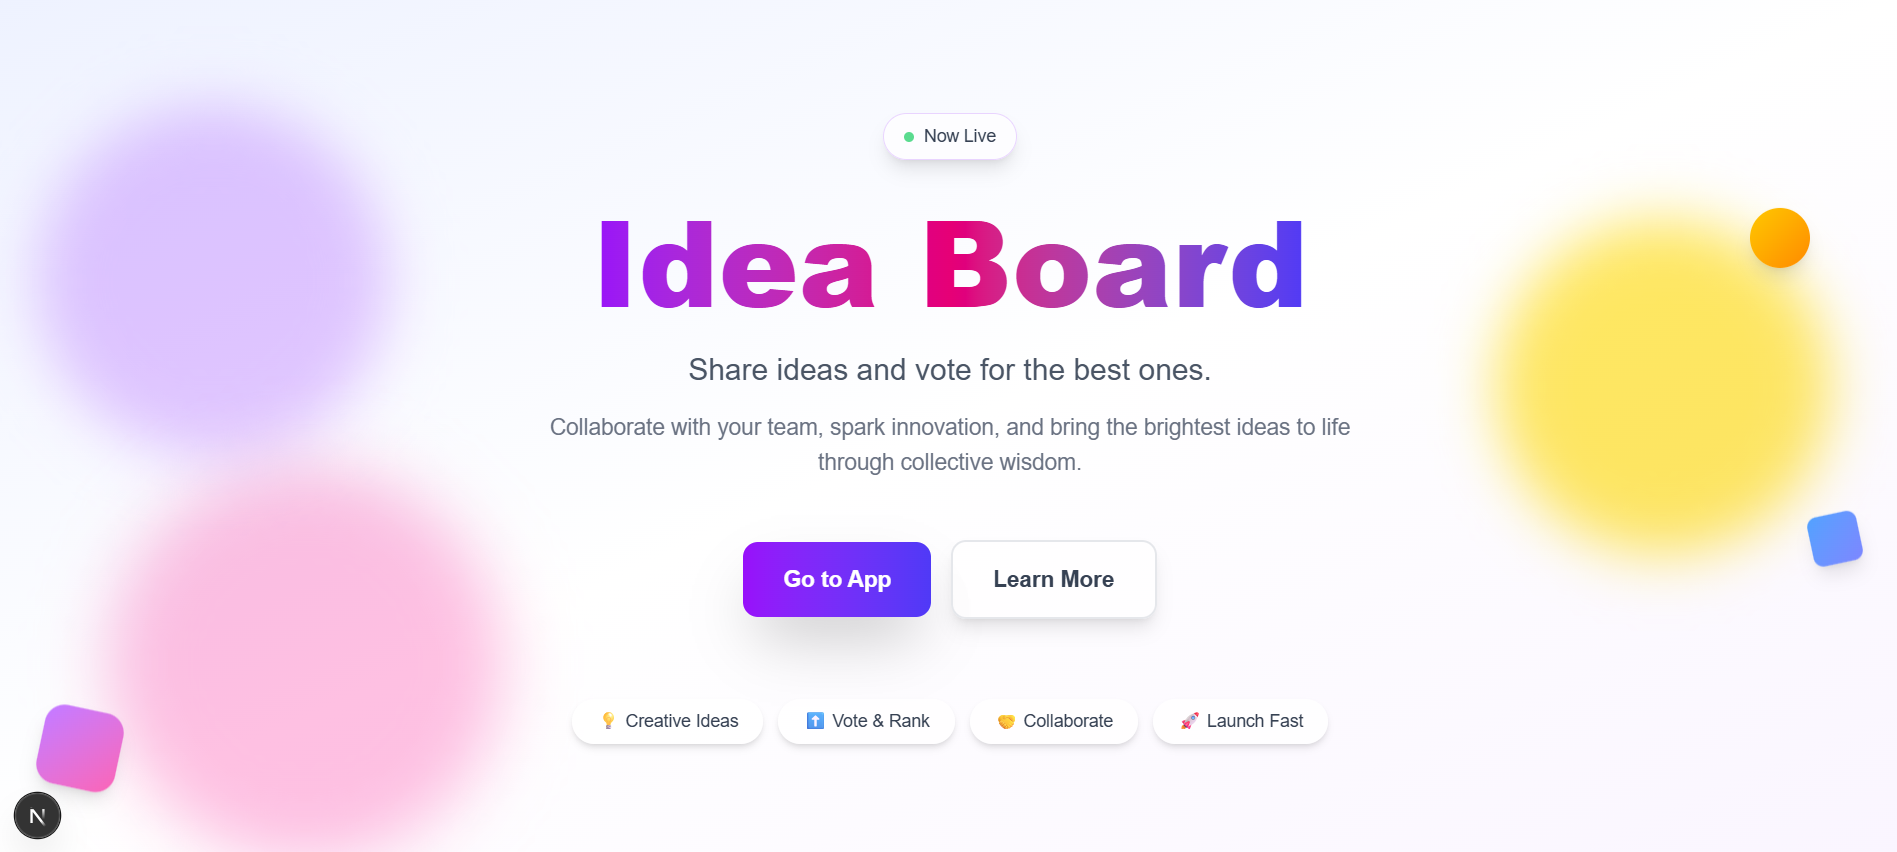 Now Live
Idea Board
Share ideas and vote for the best ones.
Collaborate with your team, spark innovation, and bring the brightest ideas to life
through collective wisdom.
Go to App
Learn More
Creative Ideas
Vote & Rank
Collaborate
Launch Fast
N